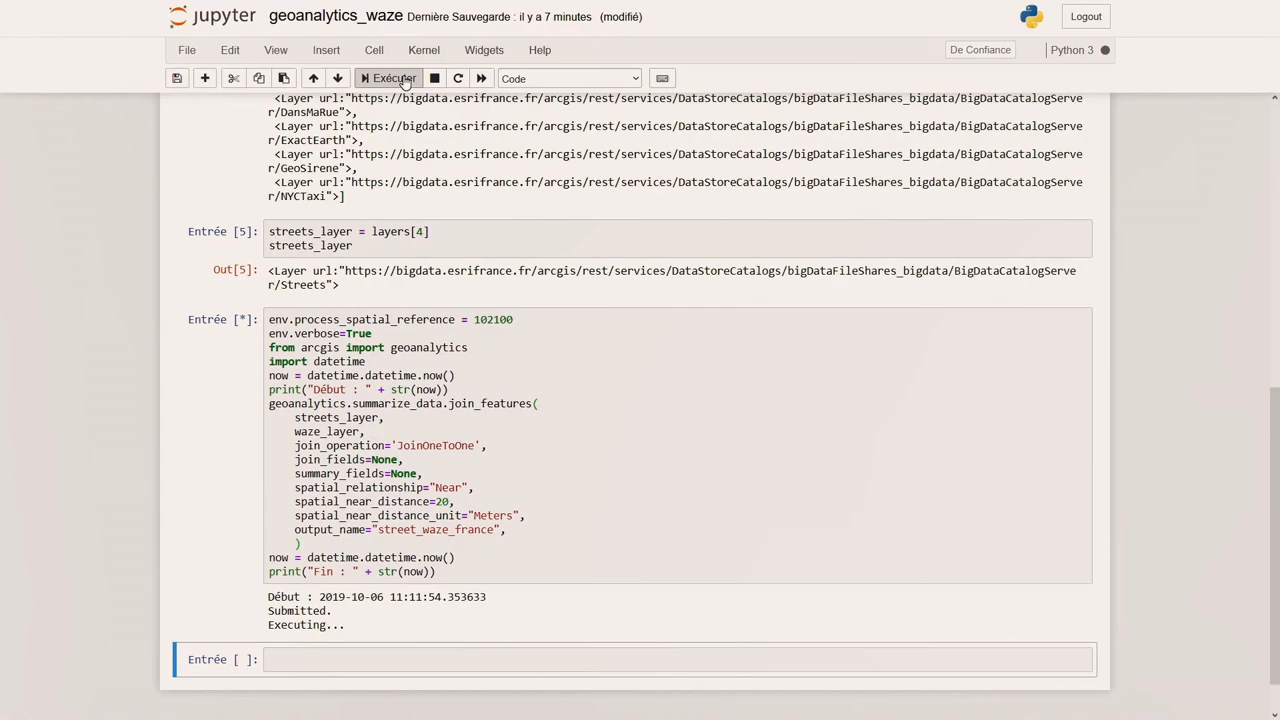 jupyter geoanalytics_waze Dernière Sauvegarde : il y a 7 minutes (modifié) Logout
File Edit View Insert Cell Kernel Widgets Help De Confiance Python 3
Exécuter Code
<Layer url:"https://bigdata.esrifrance.fr/arcgis/rest/services/DataStoreCatalogs/bigDataFileShares_bigdata/BigDataCatalogServe
r/DansMaRue">,
<Layer url:"https://bigdata.esrifrance.fr/arcgis/rest/services/DataStoreCatalogs/bigDataFileShares_bigdata/BigDataCatalogServe
r/ExactEarth">,
<Layer url:"https://bigdata.esrifrance.fr/arcgis/rest/services/DataStoreCatalogs/bigDataFileShares_bigdata/BigDataCatalogServe
r/GeoSirene">,
<Layer url:"https://bigdata.esrifrance.fr/arcgis/rest/services/DataStoreCatalogs/bigDataFileShares_bigdata/BigDataCatalogServe
r/NYCTaxi">]
Entrée [5]: streets_layer = layers[4]
streets_layer
Out[5]: <Layer url:"https://bigdata.esrifrance.fr/arcgis/rest/services/DataStoreCatalogs/bigDataFileShares_bigdata/BigDataCatalogServe
r/Streets">
Entrée [*]: env.process_spatial_reference = 102100
env.verbose=True
from arcgis import geoanalytics
import datetime
now = datetime.datetime.now()
print("Début : " + str(now))
geoanalytics.summarize_data.join_features(
streets_layer,
waze_layer,
join_operation='JoinOneToOne',
join_fields=None,
summary_fields=None,
spatial_relationship="Near",
spatial_near_distance=20,
spatial_near_distance_unit="Meters",
output_name="street_waze_france",
)
now = datetime.datetime.now()
print("Fin : " + str(now))
Début : 2019-10-06 11:11:54.353633
Submitted.
Executing...
Entrée [ ]: